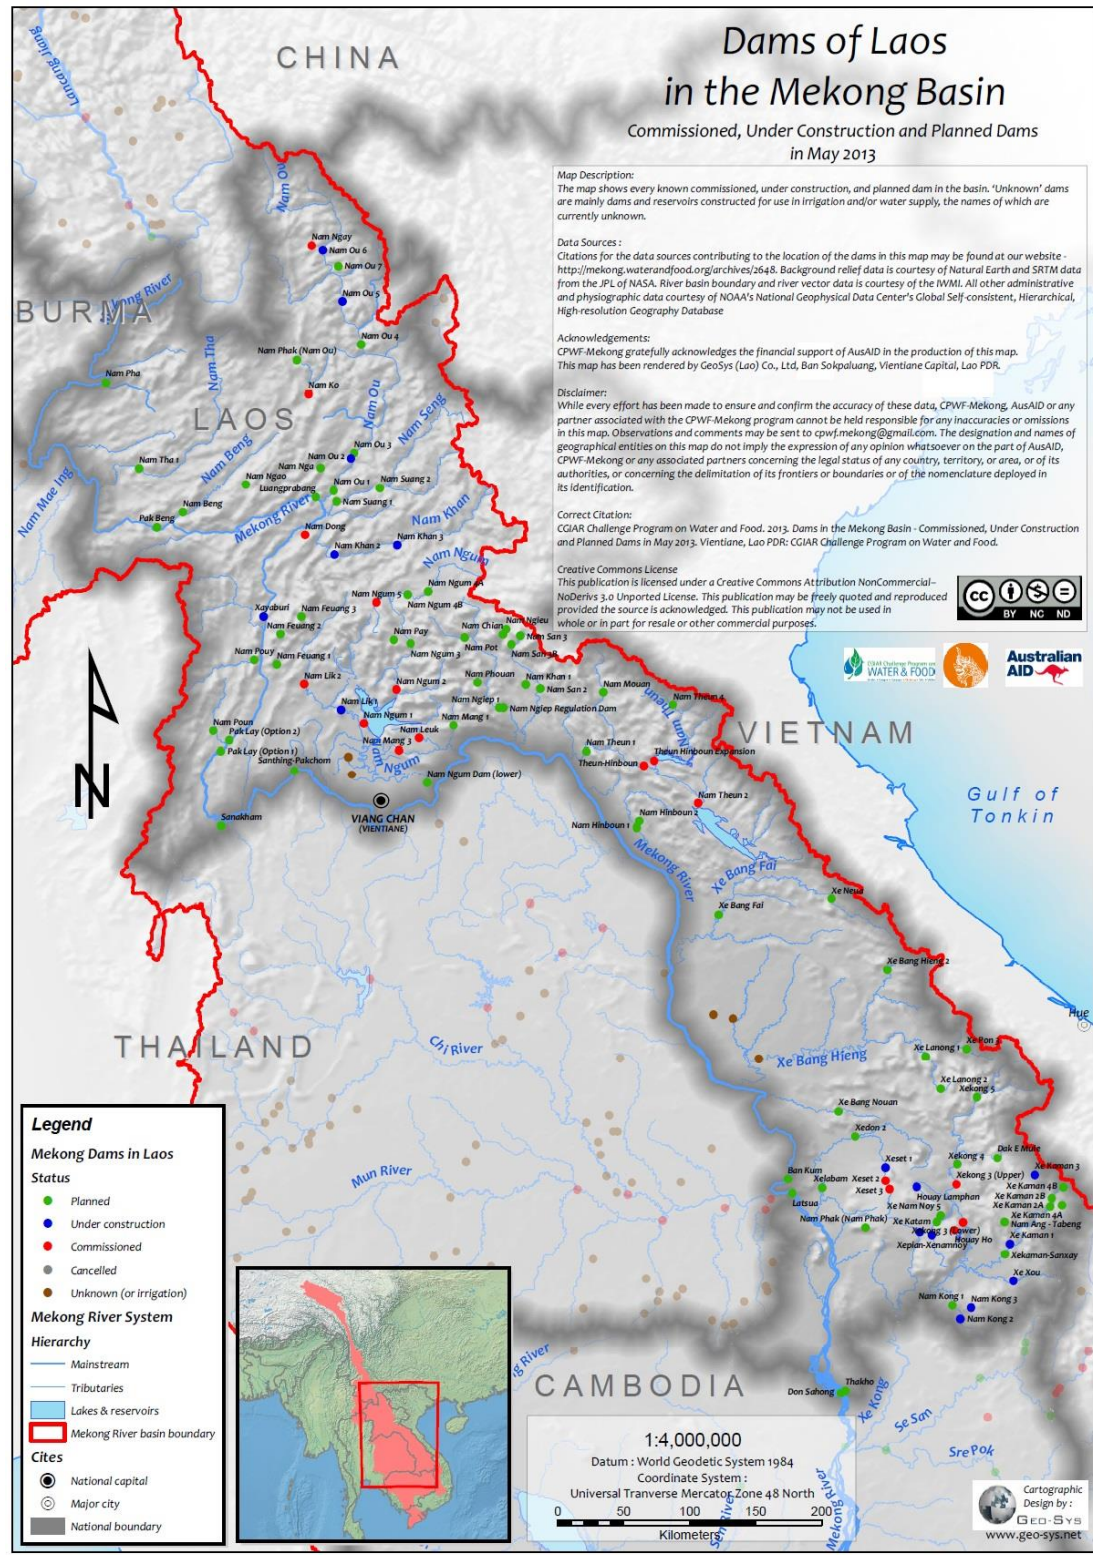 Dams of Laos
in the Mekong Basin
Commissioned, Under Construction and Planned Dams
in May 2013
Map Description:
The map shows every known commissioned, under construction, and planned dam in the basin. 'Unknown' dams
are mainly dams and reservoirs constructed for use in irrigation and/or water supply, the names of which are
currently unknown.
Data Sources :
Citations for the data sources contributing to the location of the dams in this map may be found at our website -
http://mekong.waterandfood.org/archives/2648. Background relief data is courtesy of Natural Earth and SRTM data
from the JPL of NASA. River basin boundary and river vector data is courtesy of the IWMI. All other administrative
and physiographic data courtesy of NOAA's National Geophysical Data Center's Global Self-consistent, Hierarchical,
High-resolution Geography Database
Acknowledgements:
CPWF-Mekong gratefully acknowledges the financial support of AusAID in the production of this map.
This map has been rendered by GeoSys (Lao) Co., Ltd, Ban Sokpaluang, Vientiane Capital, Lao PDR.
Disclaimer:
While every effort has been made to ensure and confirm the accuracy of these data, CPWF-Mekong, AusAID or any
partner associated with the CPWF-Mekong program cannot be held responsible for any inaccuracies or omissions
in this map. Observations and comments may be sent to cpwf.mekong@gmail.com. The designation and names of
geographical entities on this map do not imply the expression of any opinion whatsoever on the part of AusAID,
CPWF-Mekong or any associated partners concerning the legal status of any country, territory, or area, or of its
authorities, or concerning the delimitation of its frontiers or boundaries or of the nomenclature deployed in
its identification.
Correct Citation:
CGIAR Challenge Program on Water and Food. 2013. Dams in the Mekong Basin - Commissioned, Under Construction
and Planned Dams in May 2013. Vientiane, Lao PDR: CGIAR Challenge Program on Water and Food.
Creative Commons License
This publication is licensed under a Creative Commons Attribution NonCommercial–
NoDerivs 3.0 Unported License. This publication may be freely quoted and reproduced
provided the source is acknowledged. This publication may not be used in
whole or in part for resale or other commercial purposes.
cc
BY NC ND
CGIAR Challenge Program on
WATER & FOOD
Australian
AID
CHINA
Lancang Jiang
Nam Ou
Nam Ngay
Nam Ou 6
Nam Ou 7
Nam Ou 5
Nam Ou 4
BURMA
River
Nam Tha
Nam Phak (Nam Ou)
Nam Pha
Nam Ko
LAOS
Nam Ou
Nam Seng
Nam Beng
Nam Ou 3
Nam Ou 2
Nam Tha 1
Nam Nga
Nam Ngao
Nam Ou 1
Nam Suang 2
Luangprabang
Nam Suang 1
Nam Mae Ing
Nam Beng
Pak Beng
Mekong River
Nam Khan
Nam Dong
Nam Khan 3
Nam Khan 2
Nam Ngum
Nam Ngum 4A
Nam Ngum 5
Nam Ngum 4B
Xayaburi
Nam Feuang 3
Nam Feuang 2
Nam Chian
Nam Ngieu
Nam San 3
Nam Pay
Nam Pot
Nam San 3B
Nam Pouy
Nam Feuang 1
Nam Ngum 3
Nam Lik 2
Nam Ngum 2
Nam Phouan
Nam Khan 1
Nam San 2
Nam Mouan
Nam Theun 4
Nam Theun
Nam Lik 1
Nam Ngiep 1
Nam Ngiep Regulation Dam
Nam Ngum 1
Nam Mang 1
Nam Poun
Pak Lay (Option 2)
Nam Leuk
Nam Mang 3
Nam Ngum
Pak Lay (Option 1)
Santhing-Pakchom
Nam Theun 1
Theun Hinboun Expansion
Theun-Hinboun
VIETNAM
Nam Ngum Dam (lower)
VIANG CHAN
(VIENTIANE)
Sanakham
Nam Theun 2
Nam Hinboun 2
Nam Hinboun 1
Gulf of
Tonkin
N
Mekong River
Xe Bang Fai
Xe Neua
Xe Bang Fai
Xe Bang Hieng 2
Hue
THAILAND
Chi River
Xe Bang Hieng
Xe Lanong 1
Xe Pon 3
Xe Lanong 2
Xekong 5
Xe Bang Nouan
Xedon 2
Mun River
Dak E Mule
Xeset 1
Xekong 4
Xe Kaman 3
Ban Kum
Xelabam
Xeset 2
Xeset 3
Xekong 3 (Upper)
Xe Kaman 4B
Houay Lamphan
Xe Kaman 2B
Latsua
Xe Nam Noy 5
Xe Kaman 2A
Nam Phak (Nam Phak)
Xe Katam
Xe Kaman 4A
Nam Ang - Tabeng
Xekong 3 (Lower)
Houay Ho
Xe Kaman 1
Xepian-Xenamnoy
Xekaman-Sanxay
Xe Xou
Nam Kong 1
Nam Kong 3
Nam Kong 2
CAMBODIA
Thakho
Don Sahong
Xe Kong
Se San
Sre Pok
River
Sen River
Mekong River
Legend
Mekong Dams in Laos
Status
Planned
Under construction
Commissioned
Cancelled
Unknown (or irrigation)
Mekong River System
Hierarchy
Mainstream
Tributaries
Lakes & reservoirs
Mekong River basin boundary
Cites
National capital
Major city
National boundary
1:4,000,000
Datum : World Geodetic System 1984
Coordinate System :
Universal Tranverse Mercator Zone 48 North
0 50 100 150 200
Kilometers
Cartographic
Design by :
GEO-SYS
www.geo-sys.net